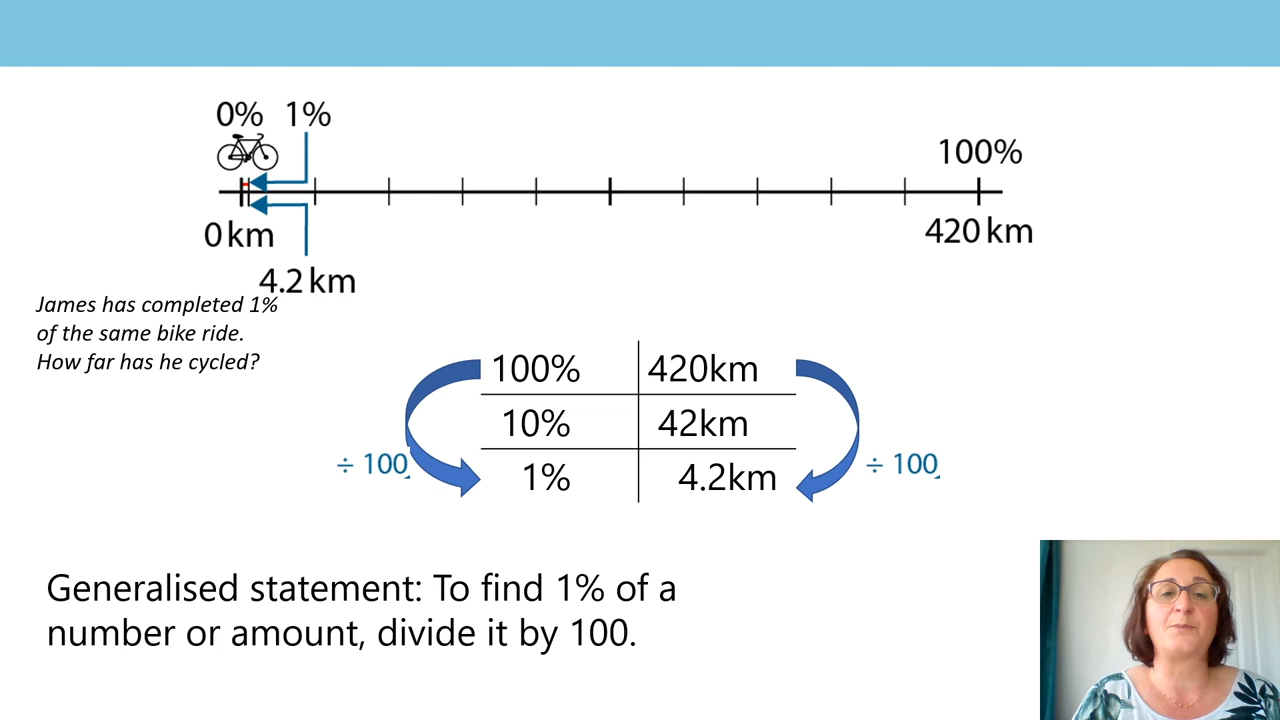 0% 1%
100%
0 km
420 km
4.2 km
James has completed 1%
of the same bike ride.
How far has he cycled?
100% 420km
10% 42km
÷ 100 ÷ 100
1% 4.2km
Generalised statement: To find 1% of a
number or amount, divide it by 100.